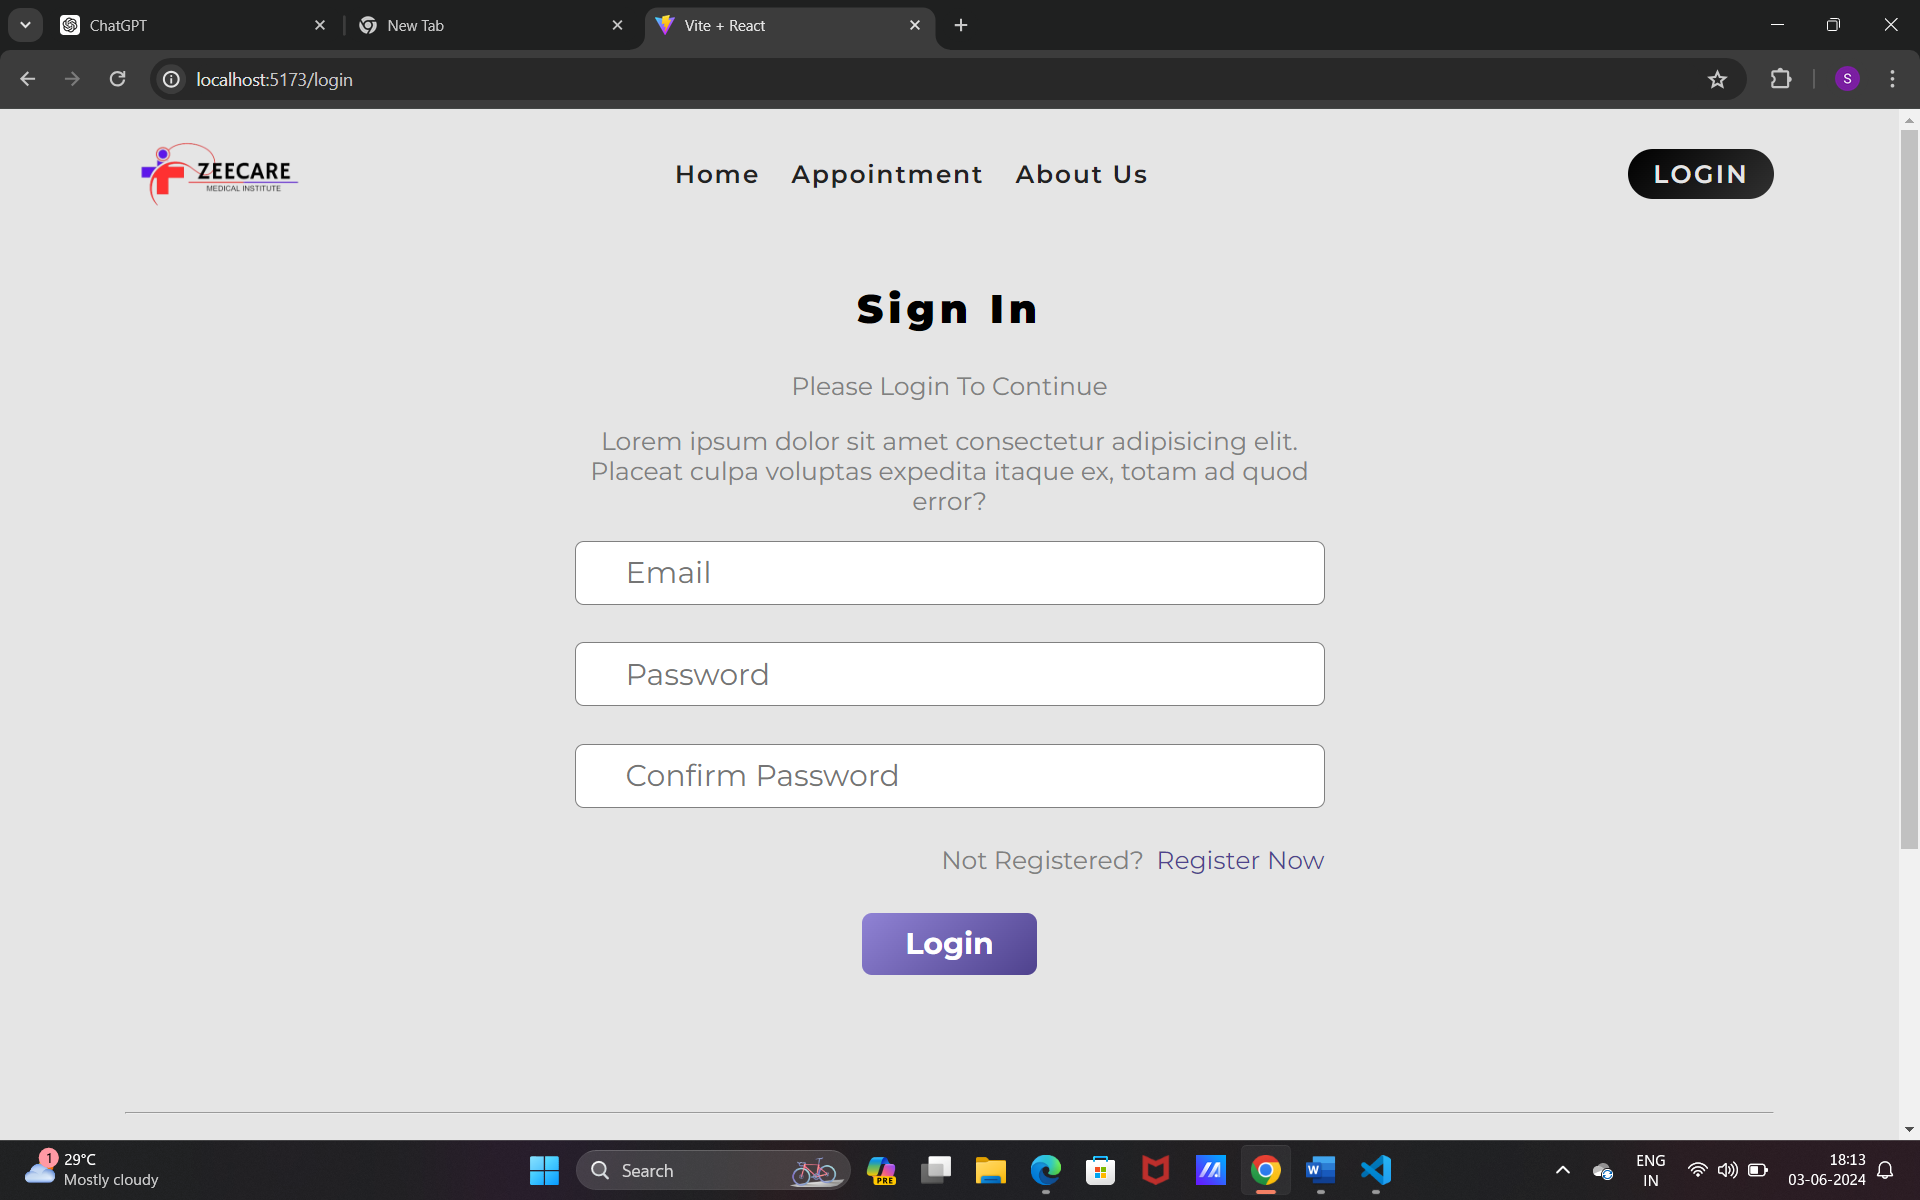 ChatGPT
New Tab
Vite + React
localhost:5173/login
S
ZEECARE
MEDICAL INSTITUTE
Home
Appointment
About Us
LOGIN
Sign In
Please Login To Continue
Lorem ipsum dolor sit amet consectetur adipisicing elit.
Placeat culpa voluptas expedita itaque ex, totam ad quod
error?
Email
Password
Confirm Password
Not Registered? Register Now
Login
1
29°C
Mostly cloudy
Search
PRE
W
ENG
IN
18:13
03-06-2024